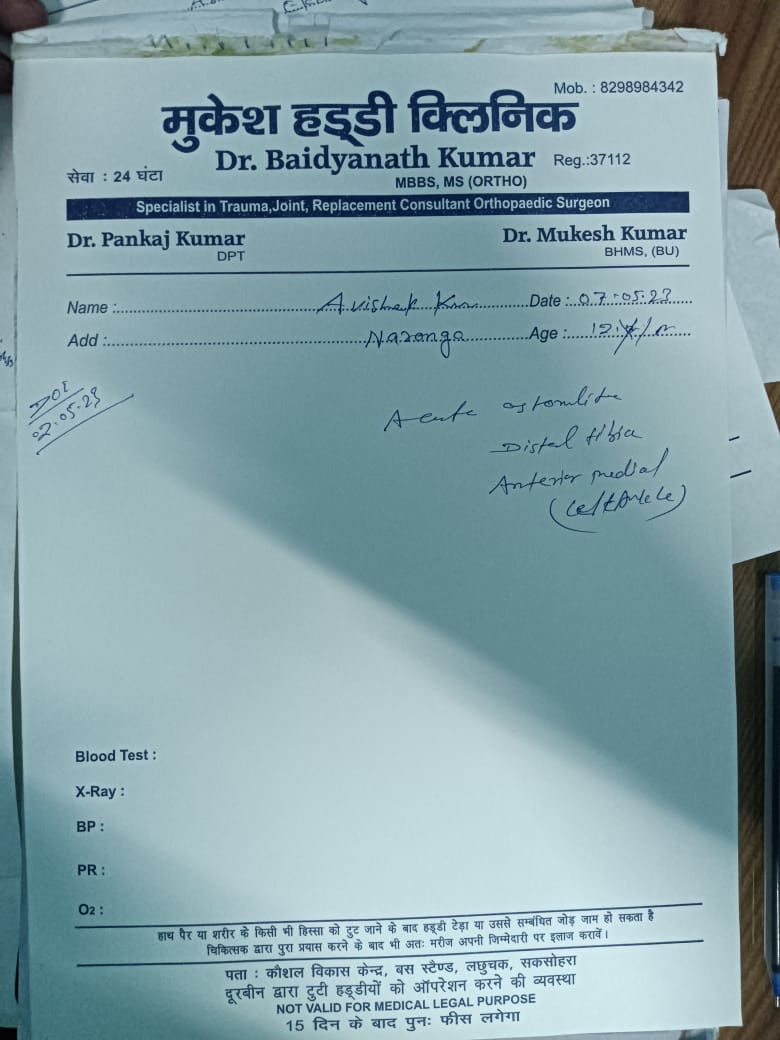 Mob. : 8298984342
मुकेश हड्डी क्लिनिक
सेवा : 24 घंटा
Dr. Baidyanath Kumar Reg.:37112
MBBS, MS (ORTHO)
Specialist in Trauma,Joint, Replacement Consultant Orthopaedic Surgeon
Dr. Pankaj Kumar Dr. Mukesh Kumar
DPT BHMS, (BU)
Name : Avishek Date : 07.05.23
Add : Naronga Age : 12
02.05.23
Acute
Distal tibia
Anterior medial
(Left Ankle)
Blood Test :
X-Ray :
BP :
PR :
O2 :
हाथ पैर या शरीर के किसी भी हिस्सा को टुट जाने के बाद हड्डी टेड़ा या उससे सम्बंधित जोड़ जाम हो सकता है
चिकित्सक द्वारा पुरा प्रयास करने के बाद भी अतः मरीज अपनी जिम्मेदारी पर इलाज करावें।
पता : कौशल विकास केन्द्र, बस स्टैण्ड, लछुचक, सकसोहरा
दूरबीन द्वारा टुटी हड्डीयों को ऑपरेशन करने की व्यवस्था
NOT VALID FOR MEDICAL LEGAL PURPOSE
15 दिन के बाद पुनः फीस लगेगा